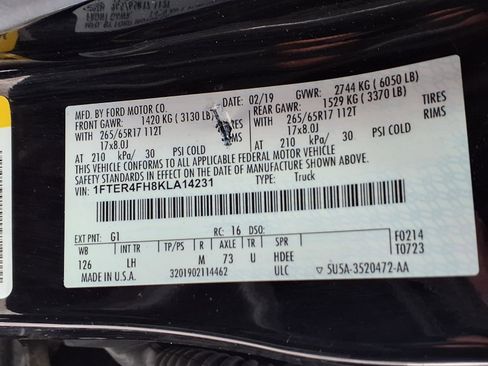 MFD. BY FORD MOTOR CO. DATE: 02/19 GVWR: 2744 KG ( 6050 LB)
FRONT GAWR: 1420 KG ( 3130 LB) REAR GAWR: 1529 KG ( 3370 LB)
WITH 265/65R17 112T WITH 265/65R17 112T TIRES
17x8.0J 17x8.0J RIMS
AT 210 kPa/ 30 PSI COLD AT 210 kPa/ 30 PSI COLD
THIS VEHICLE CONFORMS TO ALL APPLICABLE FEDERAL MOTOR VEHICLE
SAFETY STANDARDS IN EFFECT ON THE DATE OF MANUFACTURE SHOWN ABOVE.
VIN: 1FTER4FH8KLA14231 TYPE: Truck
EXT PNT: G1 RC: 16 DSO: F0214
WB INT TR TP/PS R AXLE TR SPR T0723
126 LH M 73 U HDEE
MADE IN U.S.A. 3201902114462 ULC SU5A-3520472-AA